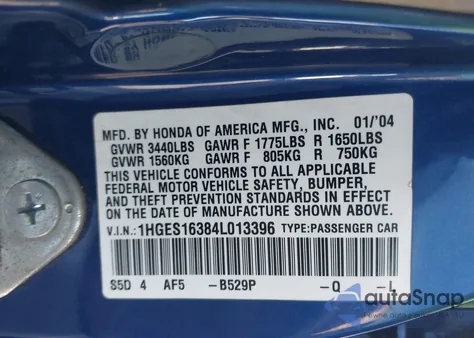 MFD. BY HONDA OF AMERICA MFG., INC. 01/'04
GVWR 3440LBS GAWR F 1775LBS R 1650LBS
GVWR 1560KG GAWR F 805KG R 750KG
THIS VEHICLE CONFORMS TO ALL APPLICABLE
FEDERAL MOTOR VEHICLE SAFETY, BUMPER,
AND THEFT PREVENTION STANDARDS IN EFFECT
ON THE DATE OF MANUFACTURE SHOWN ABOVE.
V.I.N.: 1HGES16384L013396 TYPE:PASSENGER CAR
S5D 4 AF5 -B529P -Q -L
autoSnap